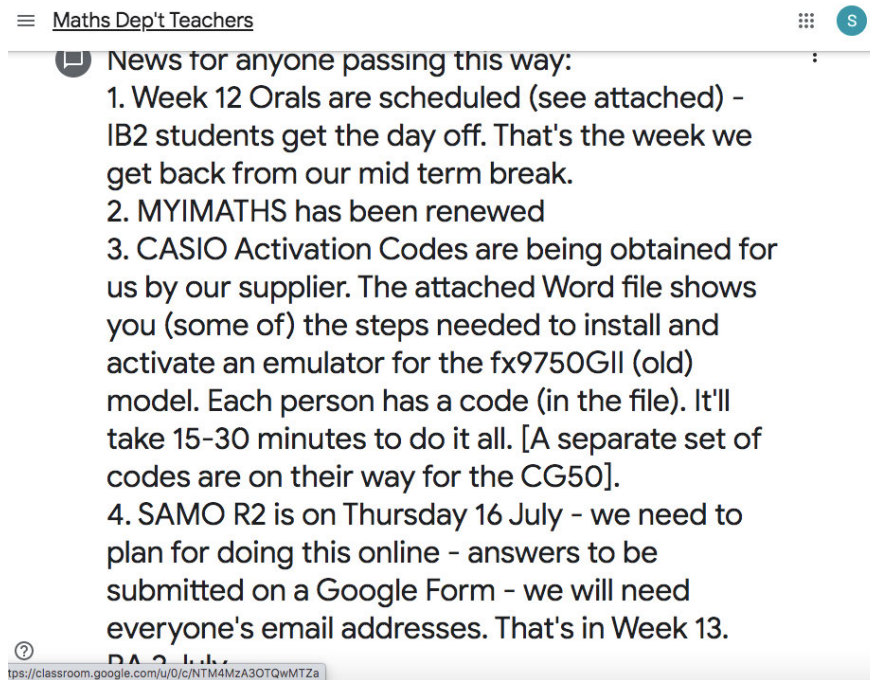 Maths Dep't Teachers
S
News for anyone passing this way:
1. Week 12 Orals are scheduled (see attached) -
IB2 students get the day off. That's the week we
get back from our mid term break.
2. MYIMATHS has been renewed
3. CASIO Activation Codes are being obtained for
us by our supplier. The attached Word file shows
you (some of) the steps needed to install and
activate an emulator for the fx9750GII (old)
model. Each person has a code (in the file). It'll
take 15-30 minutes to do it all. [A separate set of
codes are on their way for the CG50].
4. SAMO R2 is on Thursday 16 July - we need to
plan for doing this online - answers to be
submitted on a Google Form - we will need
everyone's email addresses. That's in Week 13.
2 July
tps://classroom.google.com/u/0/c/NTM4MzA3OTQwMTZa